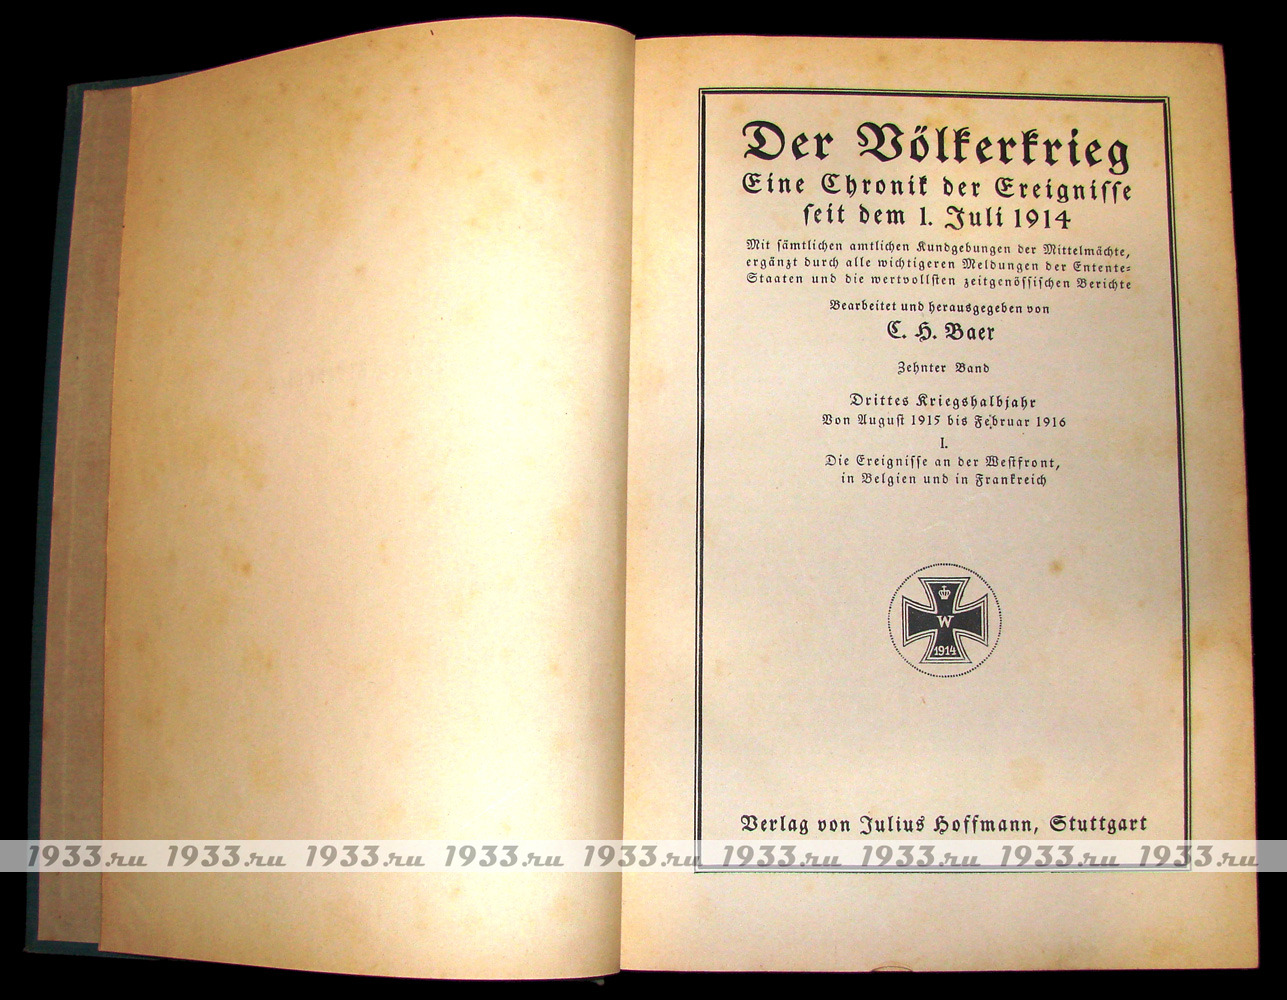 Der Völkerkrieg
Eine Chronik der Ereignisse
seit dem 1. Juli 1914
Mit sämtlichen amtlichen Kundgebungen der Mittelmächte,
ergänzt durch alle wichtigeren Meldungen der Entente-
Staaten und die wertvollsten zeitgenössischen Berichte
Bearbeitet und herausgegeben von
C. H. Baer
Zehnter Band
Drittes Kriegshalbjahr
Von August 1915 bis Februar 1916
I.
Die Ereignisse an der Westfront,
in Belgien und in Frankreich
W
1914
Verlag von Julius Hoffmann, Stuttgart
1933.ru 1933.ru 1933.ru 1933.ru 1933.ru 1933.ru 1933.ru 1933.ru 1933.ru